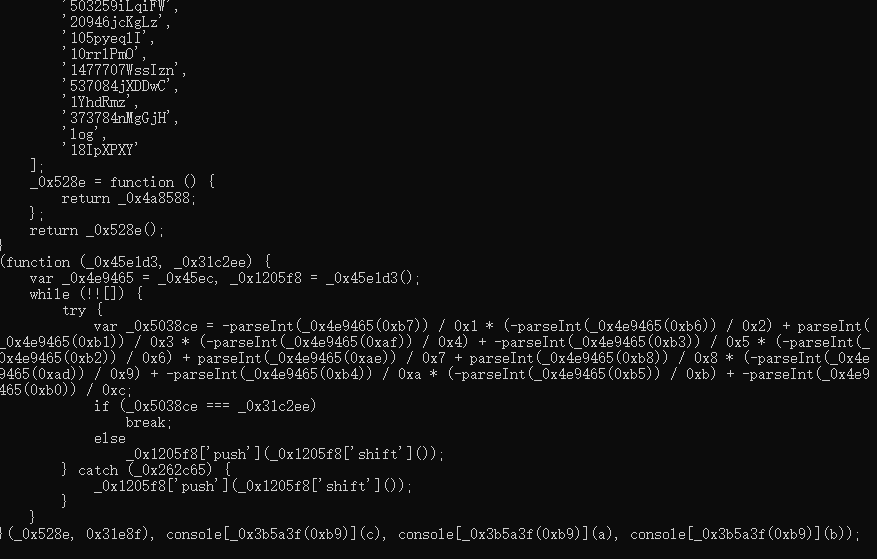 '503259iLqiFW',
'20946jcKgLz',
'105pyeqlI',
'10rrlPmO',
'1477707WssIzn',
'537084jXDDwC',
'1YhdRmz',
'373784nMgGjH',
'log',
'18IpXPXY'
];
_0x528e = function () {
return _0x4a8588;
};
return _0x528e();
}
(function (_0x45e1d3, _0x31c2ee) {
var _0x4e9465 = _0x45ec, _0x1205f8 = _0x45e1d3();
while (!![]) {
try {
var _0x5038ce = -parseInt(_0x4e9465(0xb7)) / 0x1 * (-parseInt(_0x4e9465(0xb6)) / 0x2) + parseInt(
_0x4e9465(0xb1)) / 0x3 * (-parseInt(_0x4e9465(0xaf)) / 0x4) + -parseInt(_0x4e9465(0xb3)) / 0x5 * (-parseInt(_
0x4e9465(0xb2)) / 0x6) + parseInt(_0x4e9465(0xae)) / 0x7 + parseInt(_0x4e9465(0xb8)) / 0x8 * (-parseInt(_0x4e
9465(0xad)) / 0x9) + -parseInt(_0x4e9465(0xb4)) / 0xa * (-parseInt(_0x4e9465(0xb5)) / 0xb) + -parseInt(_0x4e9
465(0xb0)) / 0xc;
if (_0x5038ce === _0x31c2ee)
break;
else
_0x1205f8['push'](_0x1205f8['shift']());
} catch (_0x262c65) {
_0x1205f8['push'](_0x1205f8['shift']());
}
}
}(_0x528e, 0x31e8f), console[_0x3b5a3f(0xb9)](c), console[_0x3b5a3f(0xb9)](a), console[_0x3b5a3f(0xb9)](b));